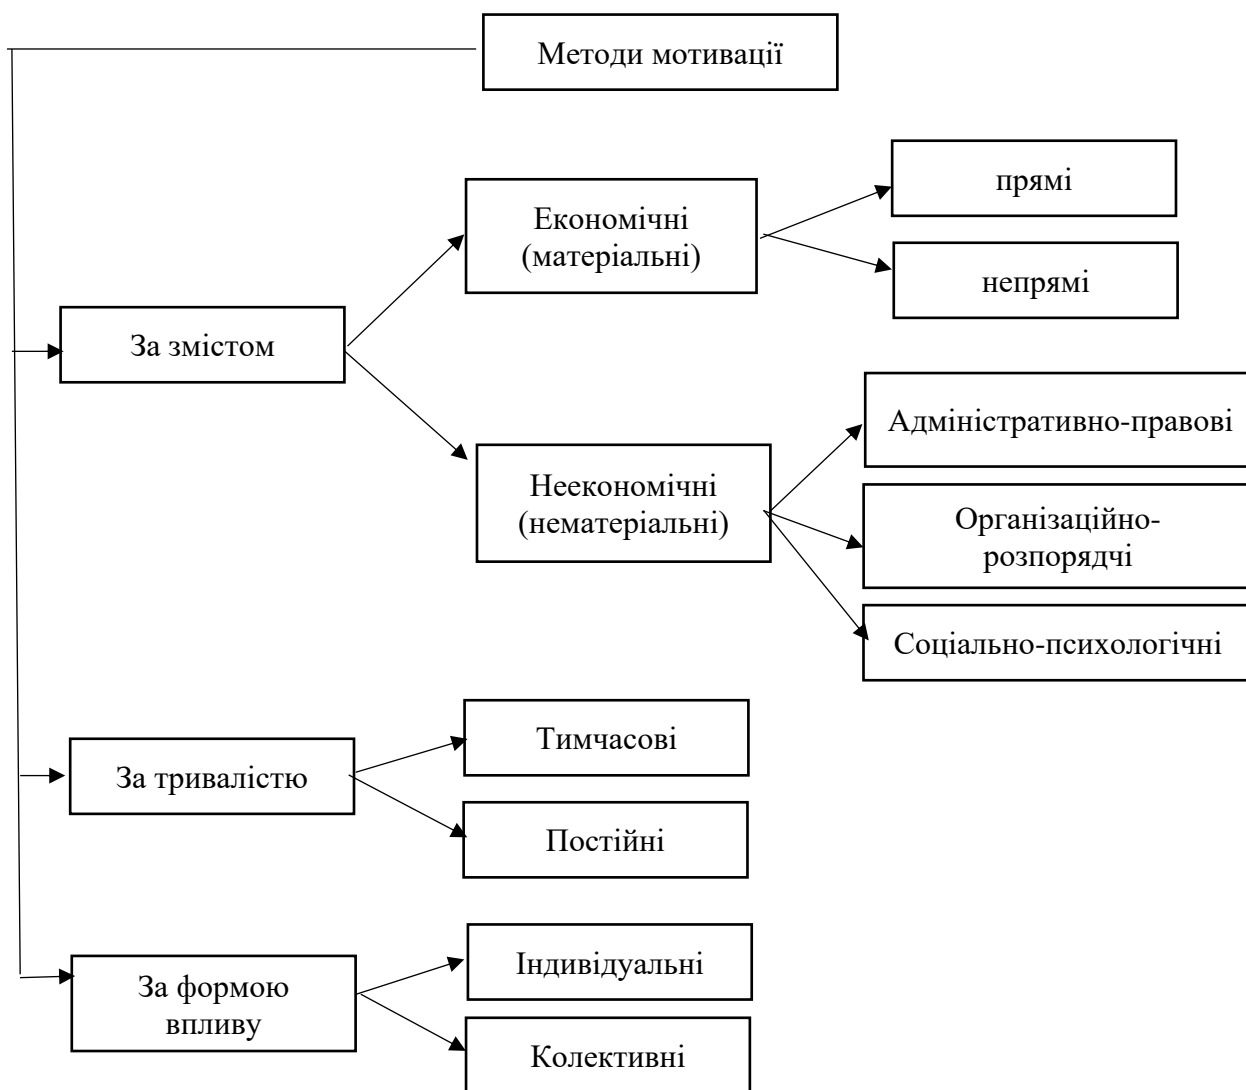 Методи мотивації
прямі
Економічні
(матеріальні)
непрямі
За змістом
Адміністративно-правові
Неекономічні
(нематеріальні)
Організаційно-
розпорядчі
Соціально-психологічні
Тимчасові
За тривалістю
Постійні
Індивідуальні
За формою
впливу
Колективні